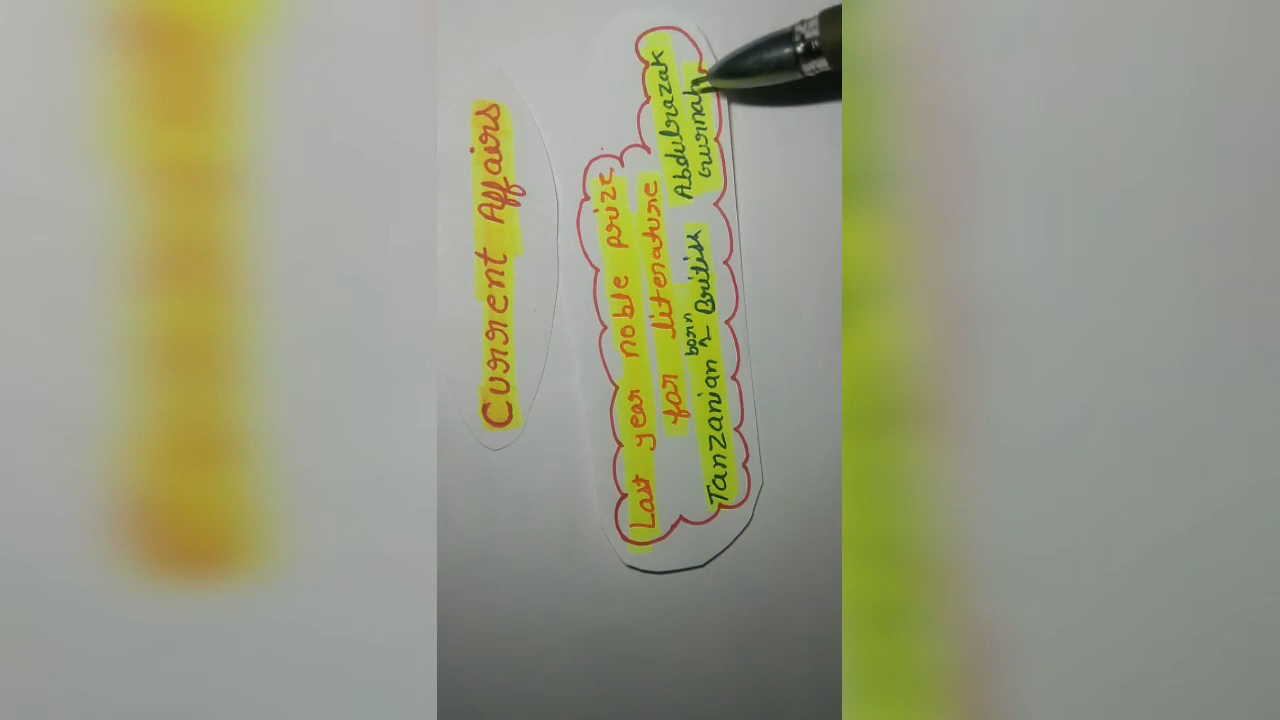 Current Affairs
Last year noble prize
for literature
Tanzanian born British Abdulrazak
Gurnah